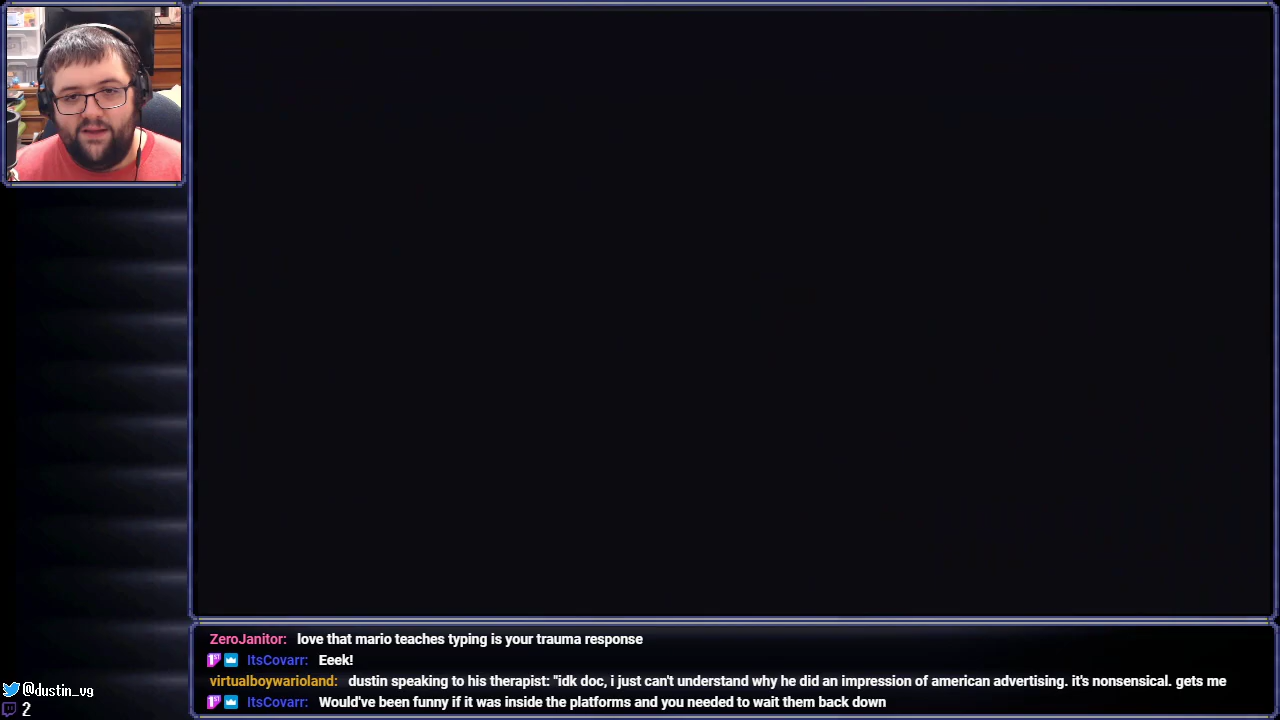 ZeroJanitor: love that mario teaches typing is your trauma response
1ST ItsCovarr: Eeek!
virtualboywarioland: dustin speaking to his therapist: "idk doc, i just can't understand why he did an impression of american advertising. it's nonsensical. gets me
1ST ItsCovarr: Would've been funny if it was inside the platforms and you needed to wait them back down
@dustin_vg
2